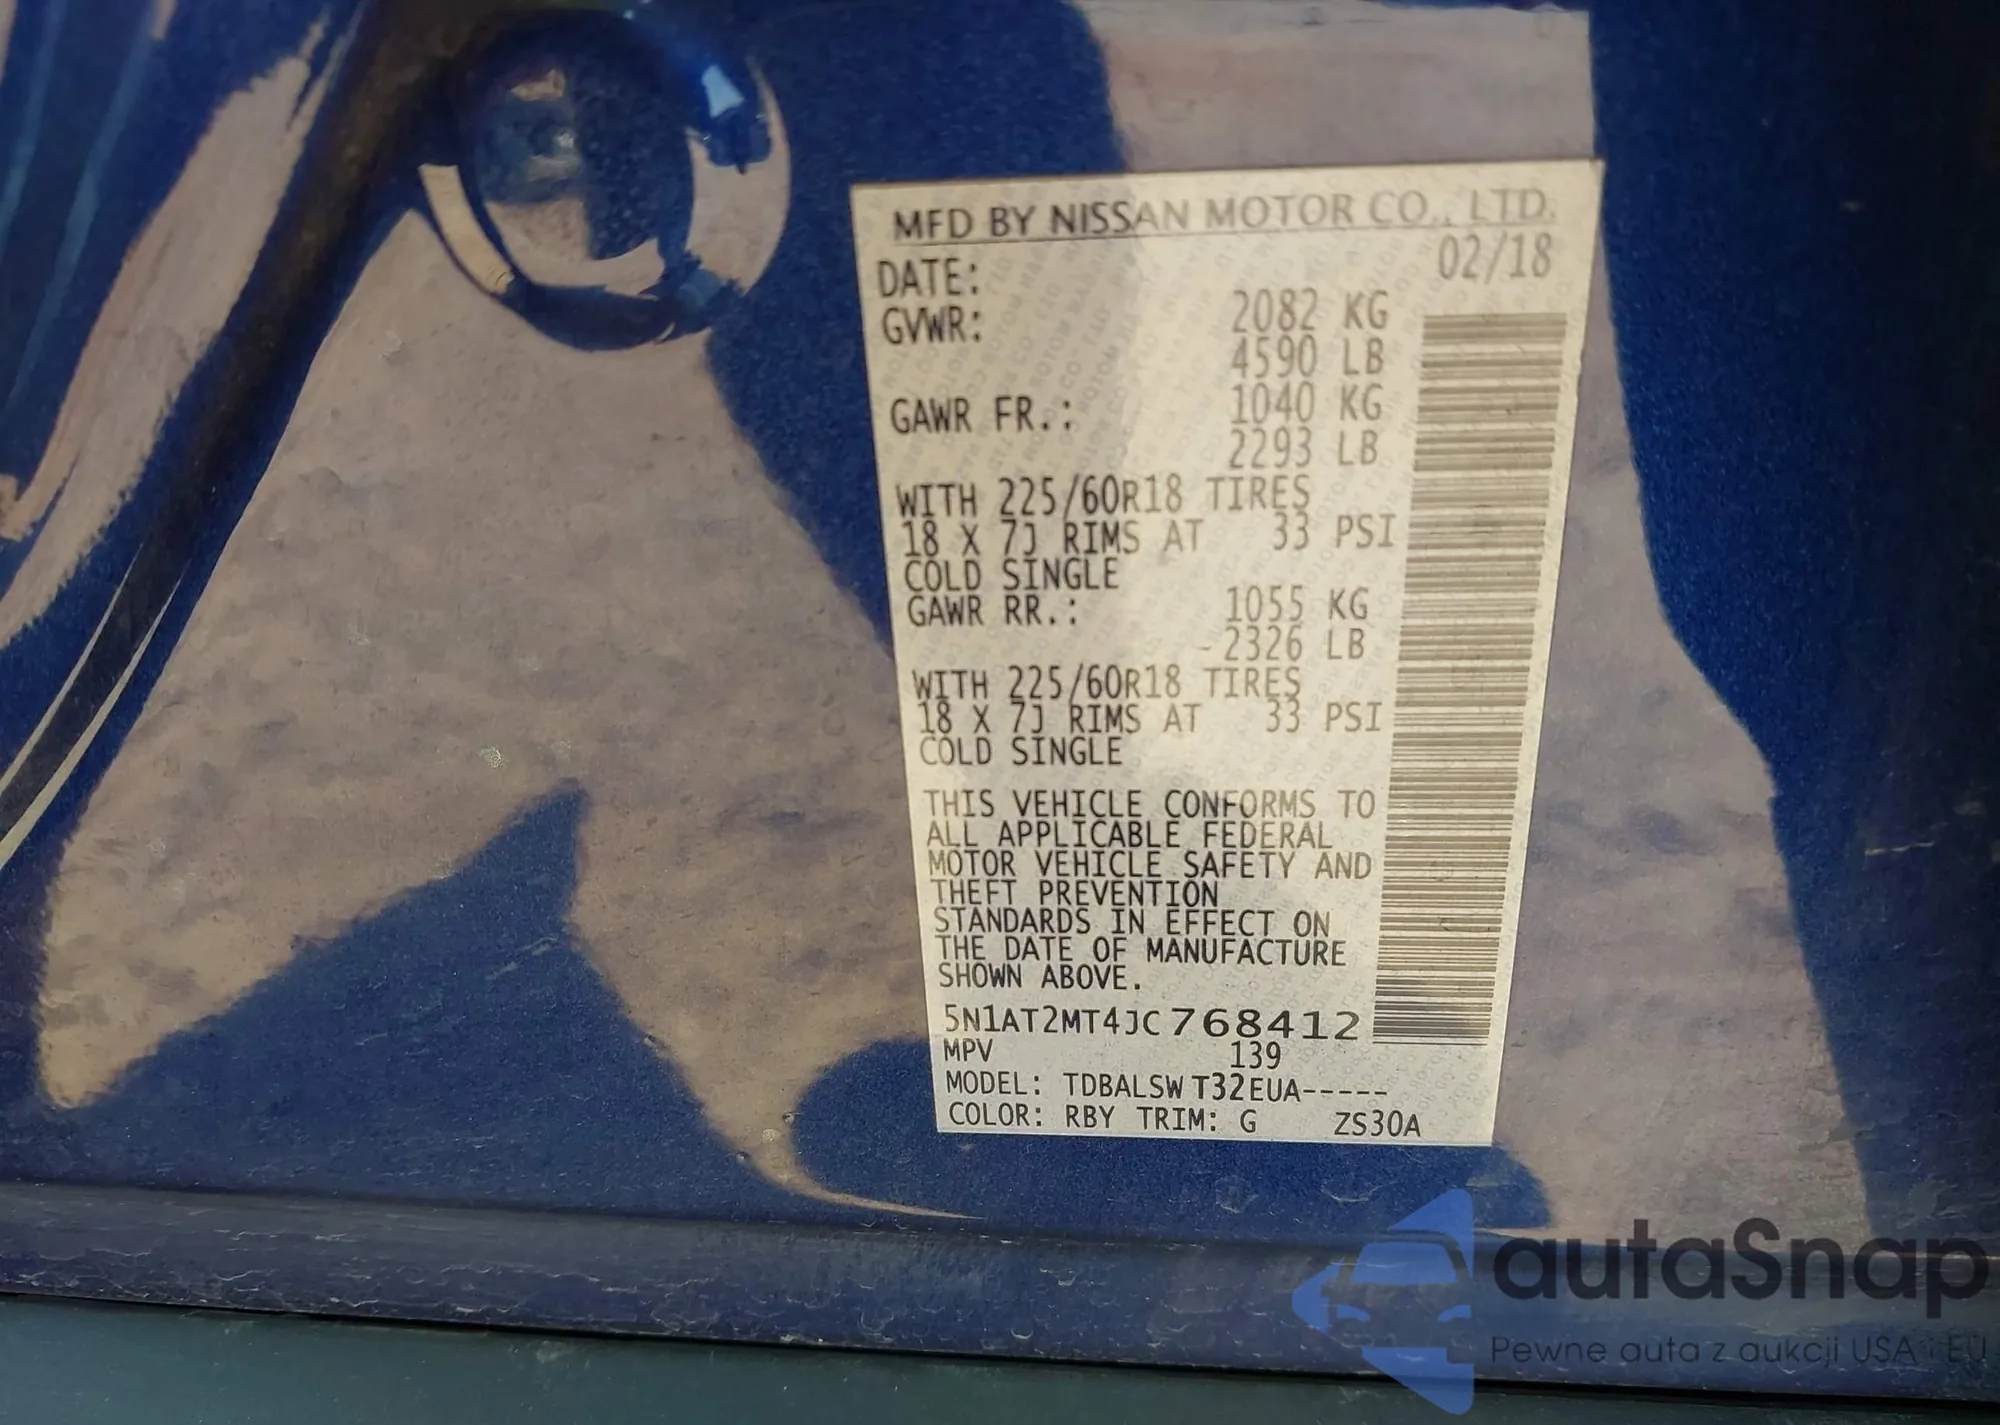 MFD BY NISSAN MOTOR CO., LTD.
DATE: 02/18
GVWR: 2082 KG
4590 LB
GAWR FR.: 1040 KG
2293 LB
WITH 225/60R18 TIRES
18 X 7J RIMS AT 33 PSI
COLD SINGLE
GAWR RR.: 1055 KG
2326 LB
WITH 225/60R18 TIRES
18 X 7J RIMS AT 33 PSI
COLD SINGLE
THIS VEHICLE CONFORMS TO
ALL APPLICABLE FEDERAL
MOTOR VEHICLE SAFETY AND
THEFT PREVENTION
STANDARDS IN EFFECT ON
THE DATE OF MANUFACTURE
SHOWN ABOVE.
5N1AT2MT4JC768412
MPV 139
MODEL: TDBALSW T32EUA-----
COLOR: RBY TRIM: G ZS30A
autaSnap
Pewne auta z aukcji USA i EU